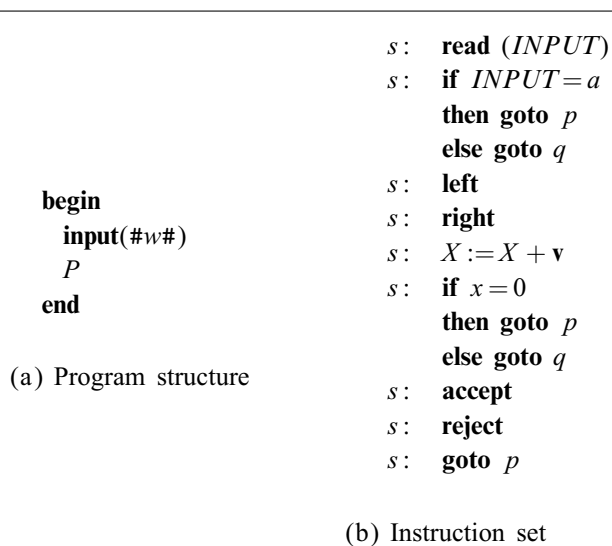 begin
input(#w#)
P
end
(a) Program structure
s: read (INPUT)
s: if INPUT = a
then goto p
else goto q
s: left
s: right
s: X := X + v
s: if x = 0
then goto p
else goto q
s: accept
s: reject
s: goto p
(b) Instruction set